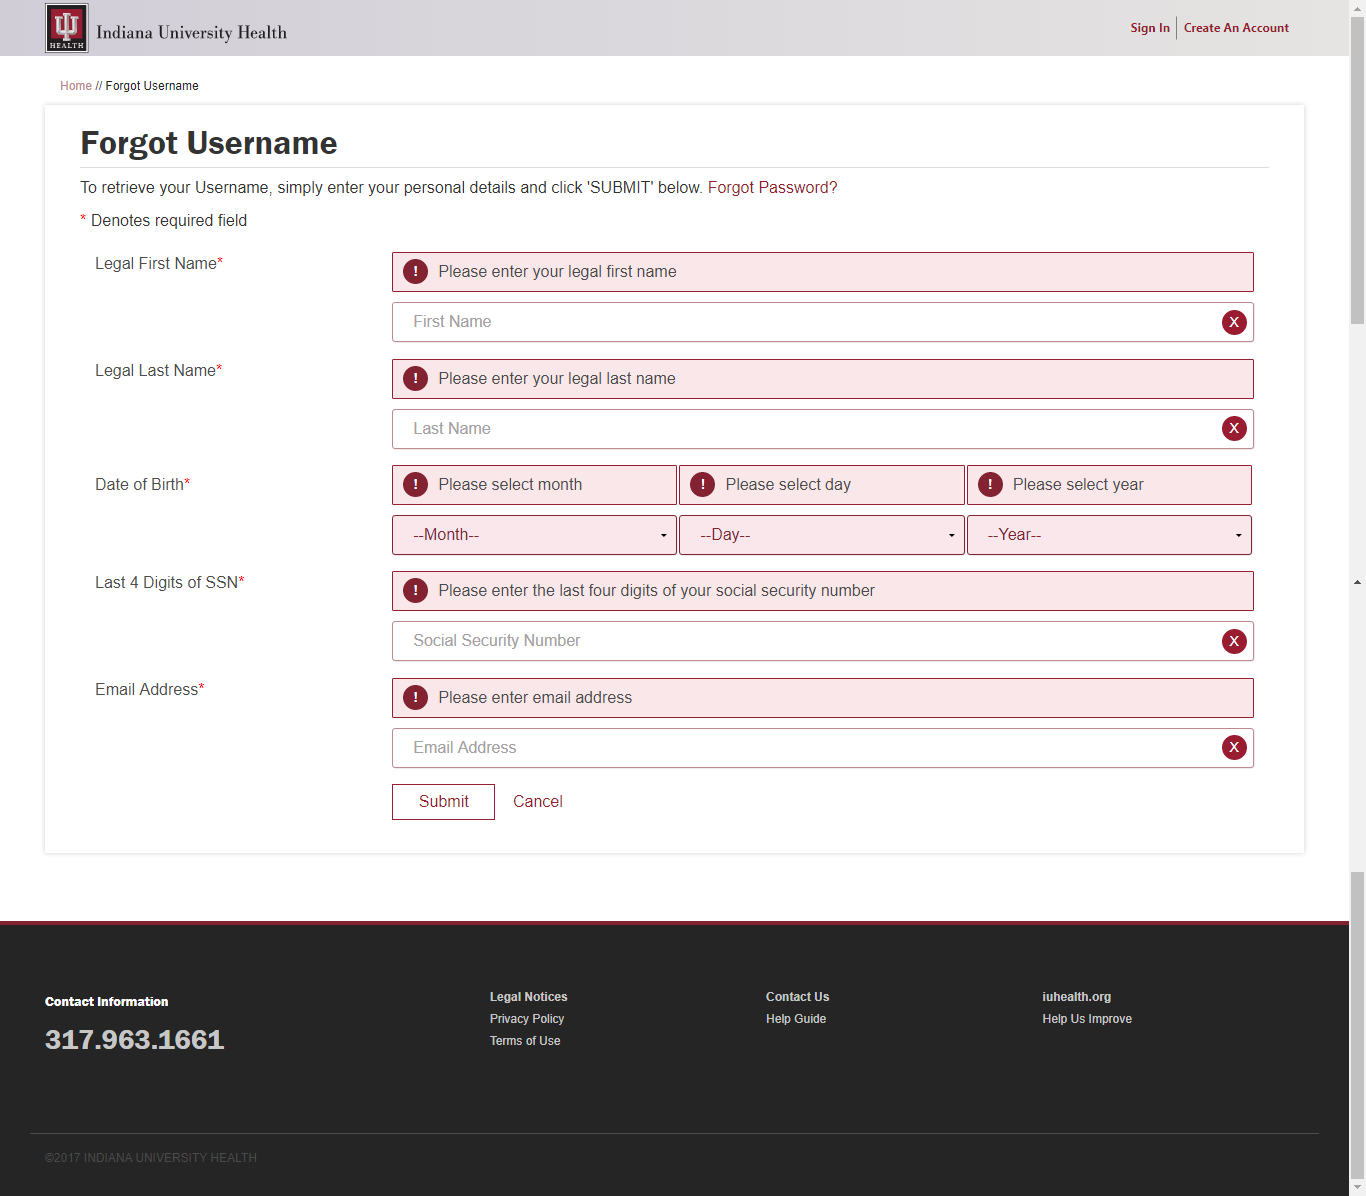 HEALTH
Indiana University Health
Sign In
Create An Account
Home // Forgot Username
Forgot Username
To retrieve your Username, simply enter your personal details and click 'SUBMIT' below. Forgot Password?
* Denotes required field
Legal First Name*
! Please enter your legal first name
First Name X
Legal Last Name*
! Please enter your legal last name
Last Name X
Date of Birth*
! Please select month ! Please select day ! Please select year
--Month-- --Day-- --Year--
Last 4 Digits of SSN*
! Please enter the last four digits of your social security number
Social Security Number X
Email Address*
! Please enter email address
Email Address X
Submit Cancel
Contact Information
317.963.1661
Legal Notices
Privacy Policy
Terms of Use
Contact Us
Help Guide
iuhealth.org
Help Us Improve
©2017 INDIANA UNIVERSITY HEALTH